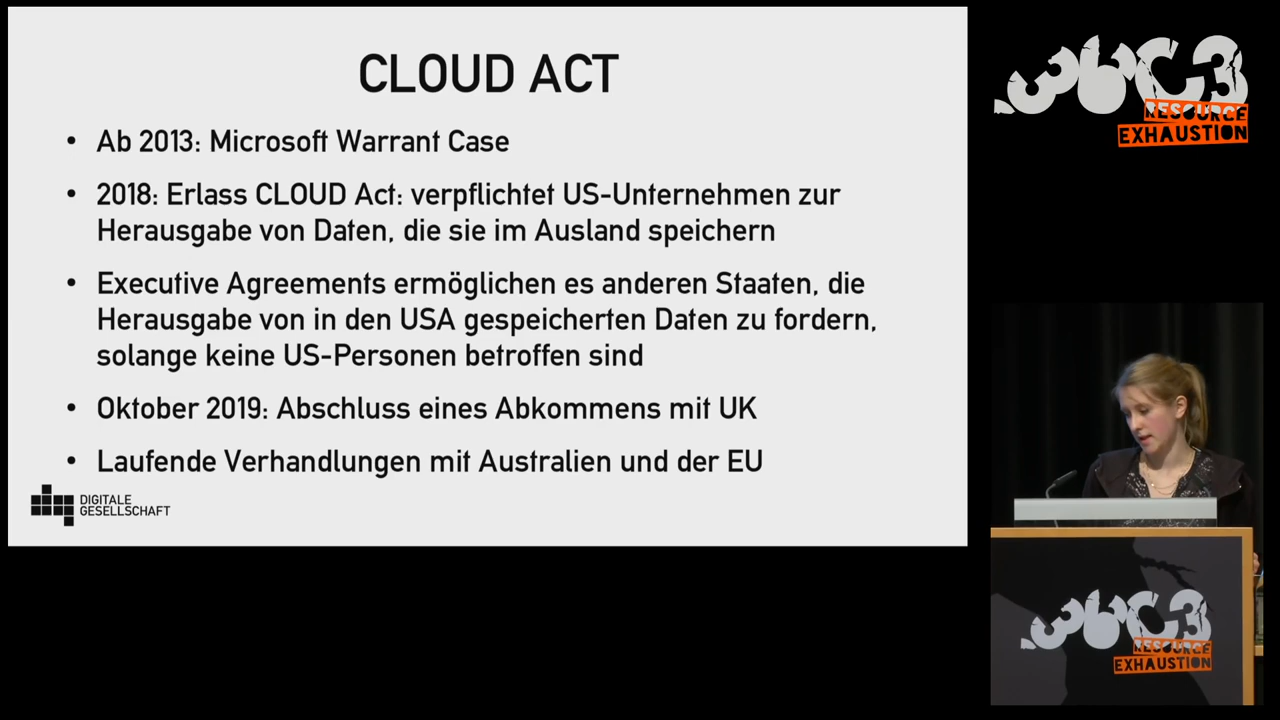 CLOUD ACT
• Ab 2013: Microsoft Warrant Case
• 2018: Erlass CLOUD Act: verpflichtet US-Unternehmen zur
Herausgabe von Daten, die sie im Ausland speichern
• Executive Agreements ermöglichen es anderen Staaten, die
Herausgabe von in den USA gespeicherten Daten zu fordern,
solange keine US-Personen betroffen sind
• Oktober 2019: Abschluss eines Abkommens mit UK
• Laufende Verhandlungen mit Australien und der EU
DIGITALE
GESELLSCHAFT
36C3
RESOURCE
EXHAUSTION
36C3
RESOURCE
EXHAUSTION